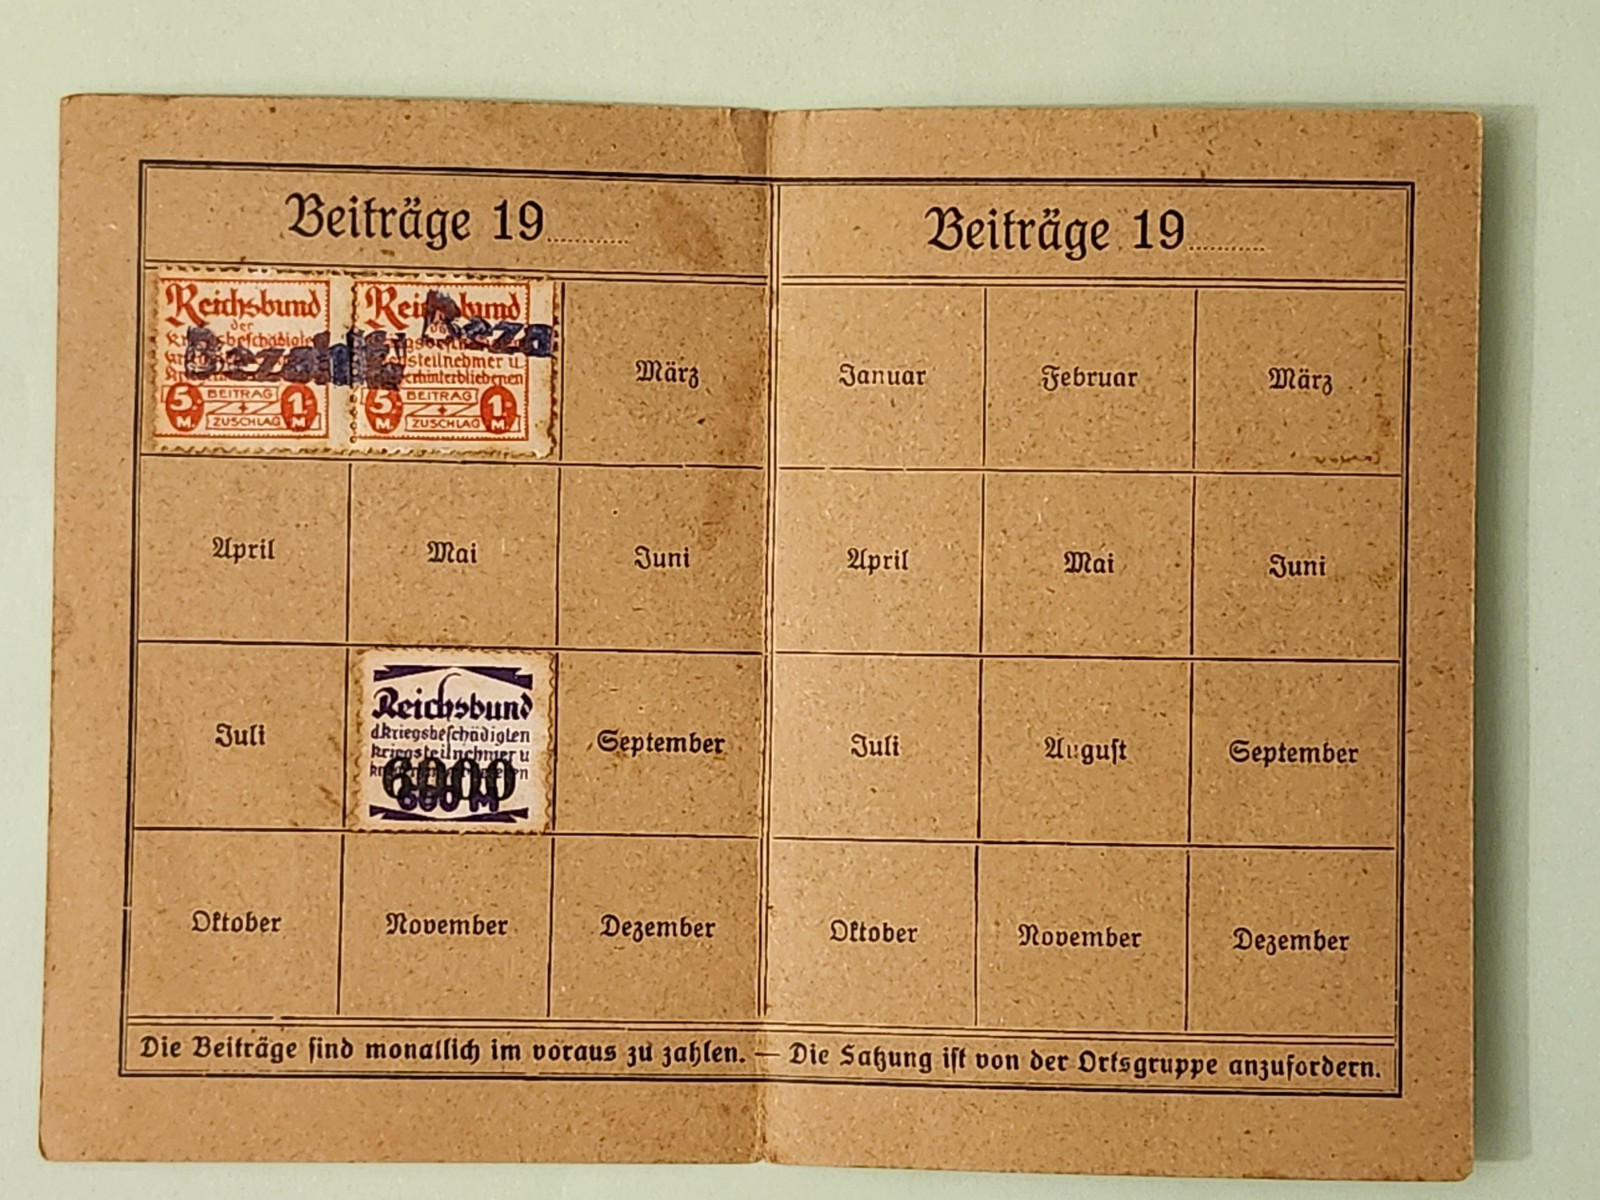 Beiträge 19
Reichsbund
der
Kriegsbeschädigten
5 M. BEITRAG + ZUSCHLAG 1 M.
Bezahlt
Reichsbund
Kriegsteilnehmer u
Kriegerhinterbliebenen
5 M. BEITRAG + ZUSCHLAG 1 M.
Beza
März
April Mai Juni
Juli
Reichsbund
d.kriegsbeschädigten
kriegsteilnehmer u
6000
600 M
September
Oktober November Dezember
Beiträge 19
Januar Februar März
April Mai Juni
Juli August September
Oktober November Dezember
Die Beiträge sind monatlich im voraus zu zahlen. — Die Satzung ist von der Ortsgruppe anzufordern.